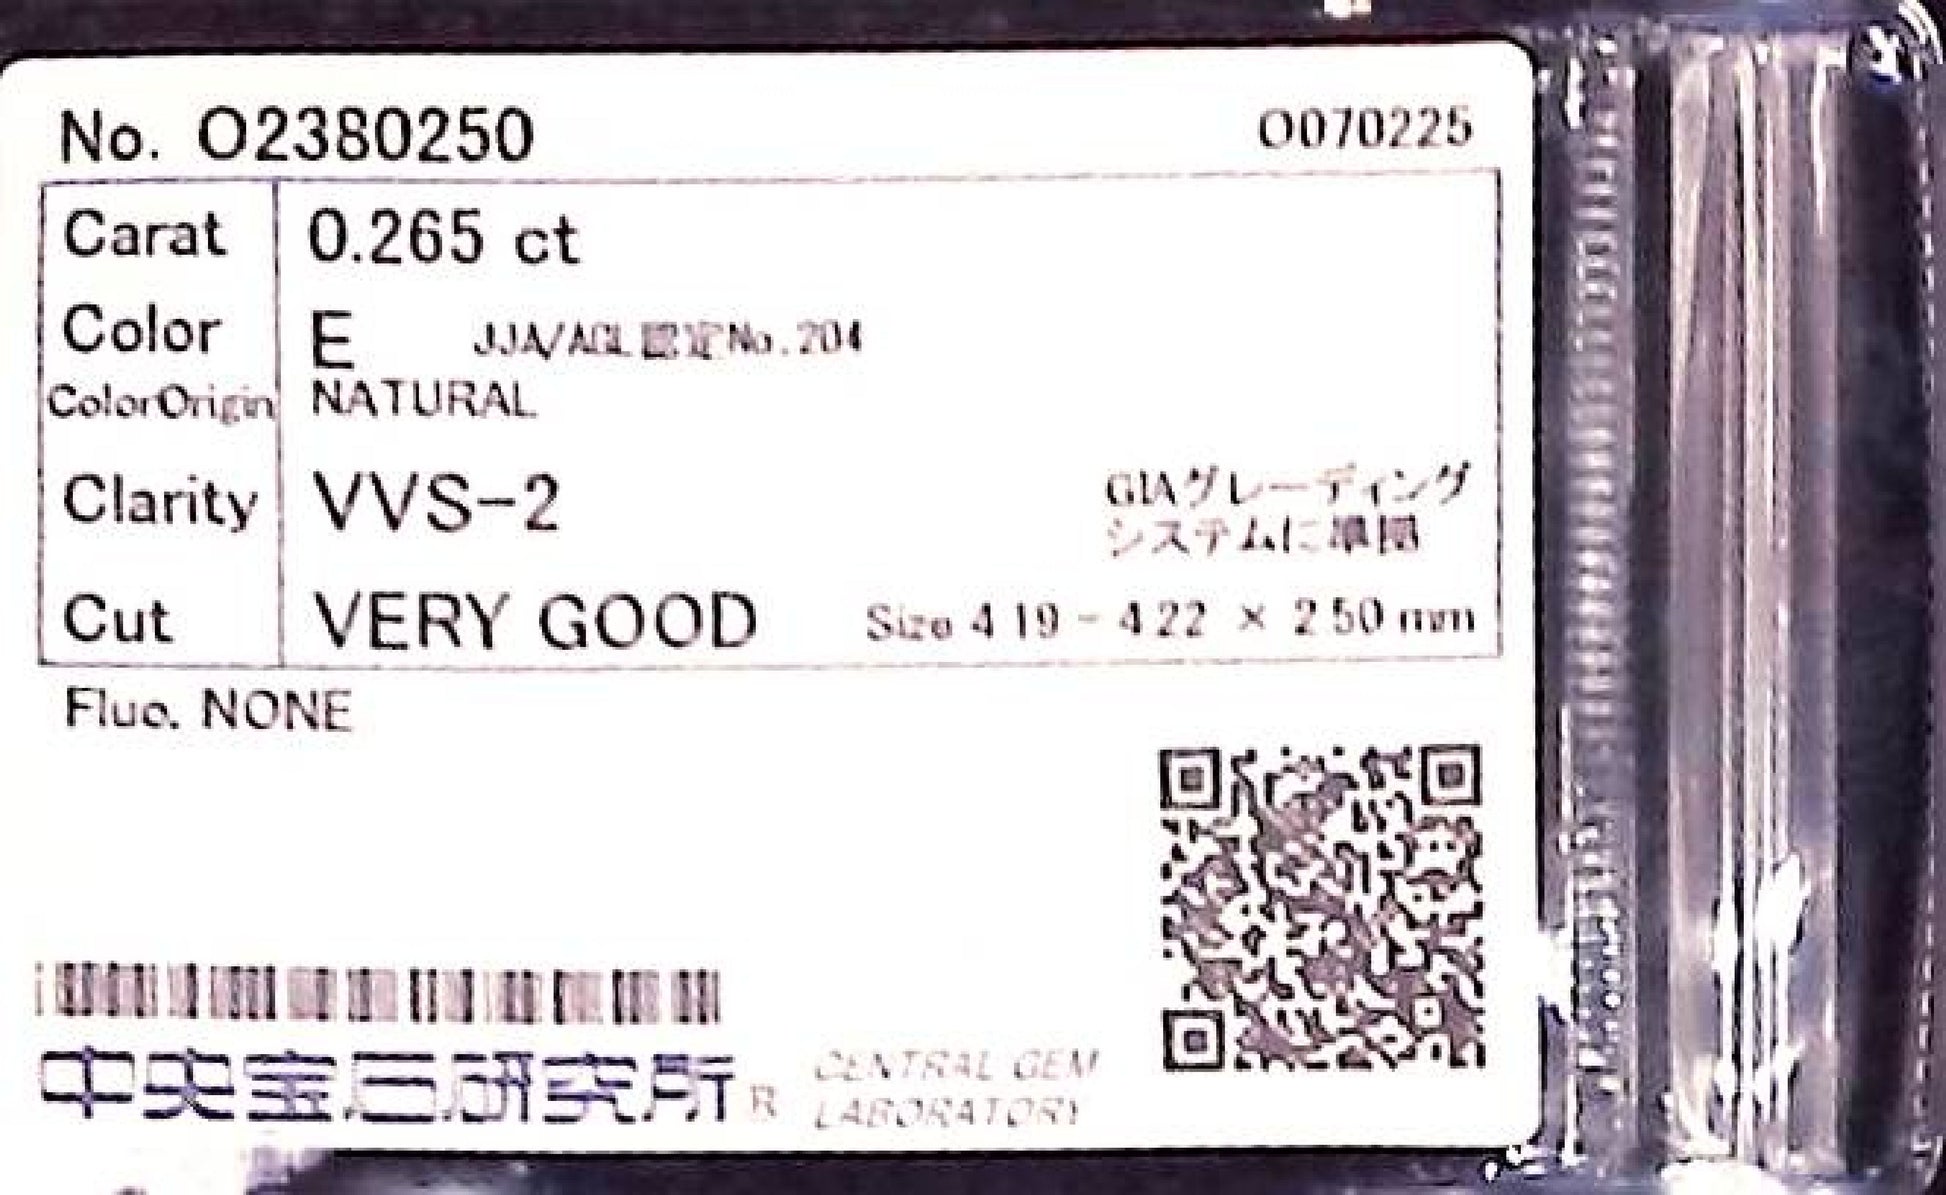 No. O2380250 O070225
Carat 0.265 ct
Color E JJA/AGL認定No.204
ColorOrigin NATURAL
Clarity VVS-2 GIAグレーディング
システムに準拠
Cut VERY GOOD Size 4.19 - 4.22 × 2.50 mm
Fluo. NONE
中央宝石研究所 R CENTRAL GEM
LABORATORY